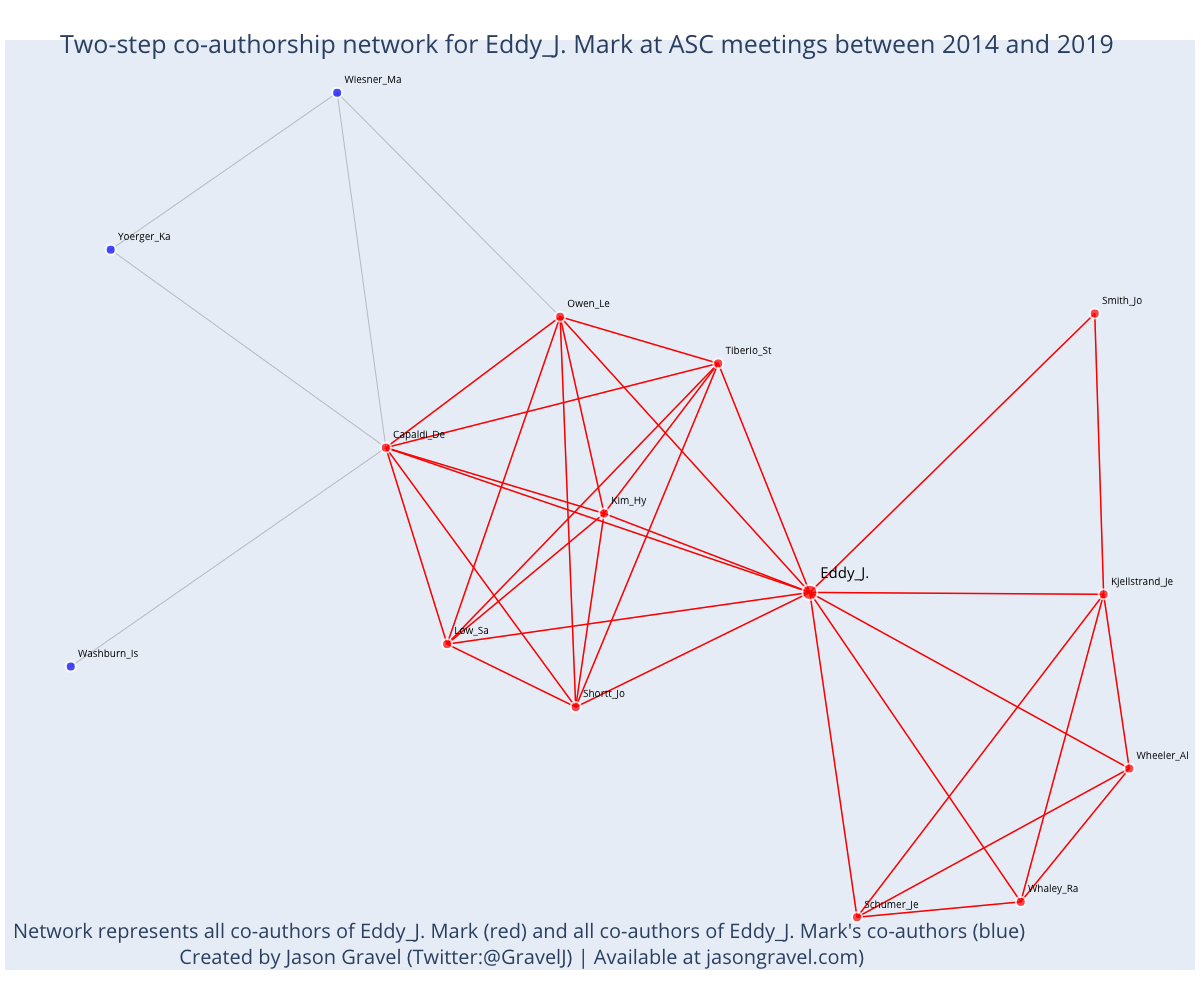 Two-step co-authorship network for Eddy_J. Mark at ASC meetings between 2014 and 2019
Wiesner_Ma
Yoerger_Ka
Owen_Le
Smith_Jo
Tiberio_St
Capaldi_De
Kim_Hy
Eddy_J.
Kjellstrand_Je
Low_Sa
Washburn_Is
Shortt_Jo
Wheeler_Al
Whaley_Ra
Schumer_Je
Network represents all co-authors of Eddy_J. Mark (red) and all co-authors of Eddy_J. Mark's co-authors (blue)
Created by Jason Gravel (Twitter:@GravelJ) | Available at jasongravel.com)